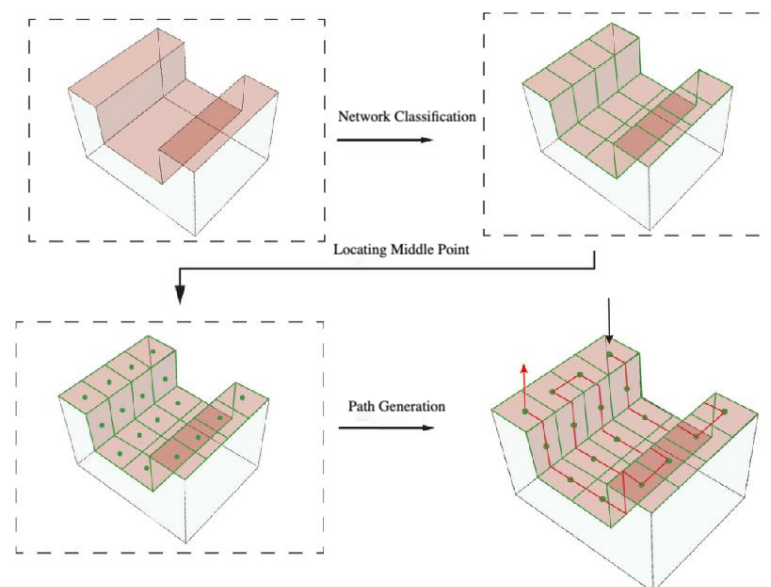 Network Classification
Locating Middle Point
Path Generation